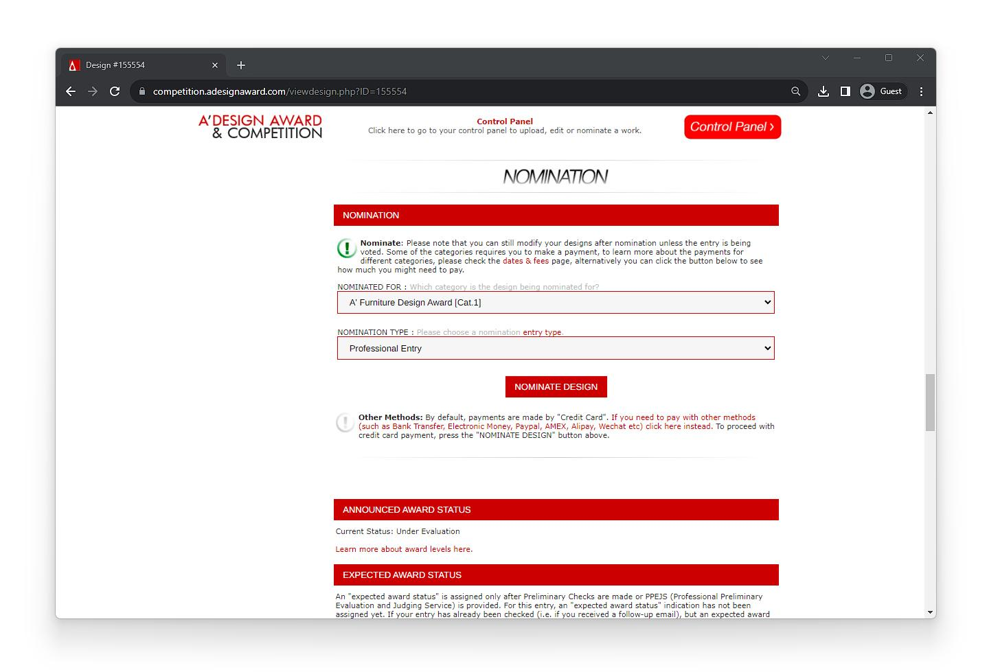 Design #155554
competition.adesignaward.com/viewdesign.php?ID=155554
Guest
A'DESIGN AWARD
& COMPETITION
Control Panel
Click here to go to your control panel to upload, edit or nominate a work.
Control Panel ›
NOMINATION
NOMINATION
Nominate: Please note that you can still modify your designs after nomination unless the entry is being
voted. Some of the categories requires you to make a payment, to learn more about the payments for
different categories, please check the dates & fees page, alternatively you can click the button below to see
how much you might need to pay.
NOMINATED FOR : Which category is the design being nominated for?
A' Furniture Design Award [Cat.1]
NOMINATION TYPE : Please choose a nomination entry type.
Professional Entry
NOMINATE DESIGN
Other Methods: By default, payments are made by "Credit Card". If you need to pay with other methods
(such as Bank Transfer, Electronic Money, Paypal, AMEX, Alipay, Wechat etc) click here instead. To proceed with
credit card payment, press the "NOMINATE DESIGN" button above.
ANNOUNCED AWARD STATUS
Current Status: Under Evaluation
Learn more about award levels here.
EXPECTED AWARD STATUS
An "expected award status" is assigned only after Preliminary Checks are made or PPEJS (Professional Preliminary
Evaluation and Judging Service) is provided. For this entry, an "expected award status" indication has not been
assigned yet. If your entry has already been checked (i.e. if you received a follow-up email), but an expected award